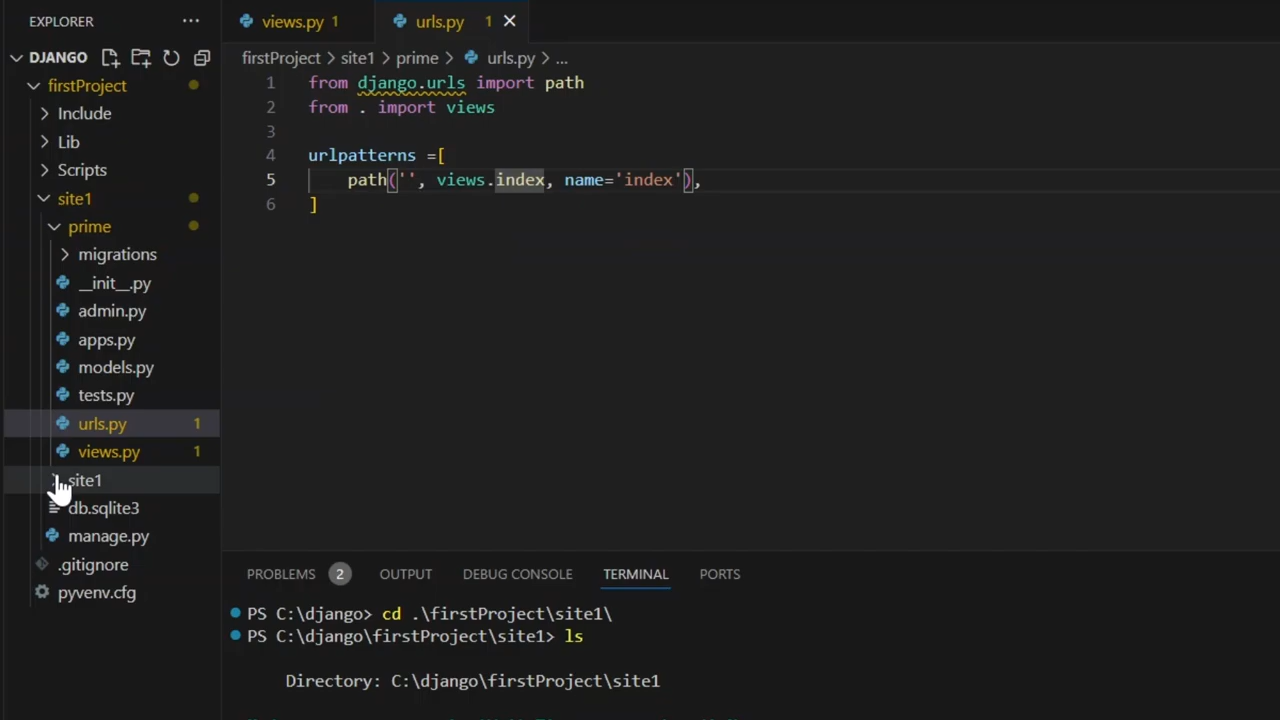 EXPLORER
DJANGO
firstProject
Include
Lib
Scripts
site1
prime
migrations
__init__.py
admin.py
apps.py
models.py
tests.py
urls.py 1
views.py 1
site1
db.sqlite3
manage.py
.gitignore
pyvenv.cfg
views.py 1
urls.py 1
firstProject > site1 > prime > urls.py > ...
1 from django.urls import path
2 from . import views
3
4 urlpatterns =[
5 path('', views.index, name='index'),
6 ]
PROBLEMS 2 OUTPUT DEBUG CONSOLE TERMINAL PORTS
PS C:\django> cd .\firstProject\site1\
PS C:\django\firstProject\site1> ls
Directory: C:\django\firstProject\site1